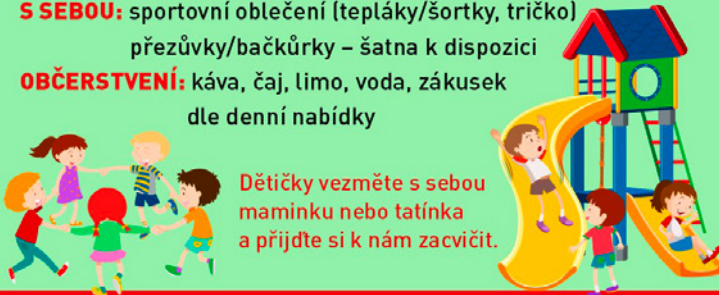 S SEBOU: sportovní oblečení (tepláky/šortky, tričko)
přezůvky/bačkůrky – šatna k dispozici
OBČERSTVENÍ: káva, čaj, limo, voda, zákusek
dle denní nabídky
Dětičky vezměte s sebou
maminku nebo tatínka
a přijďte si k nám zacvičit.